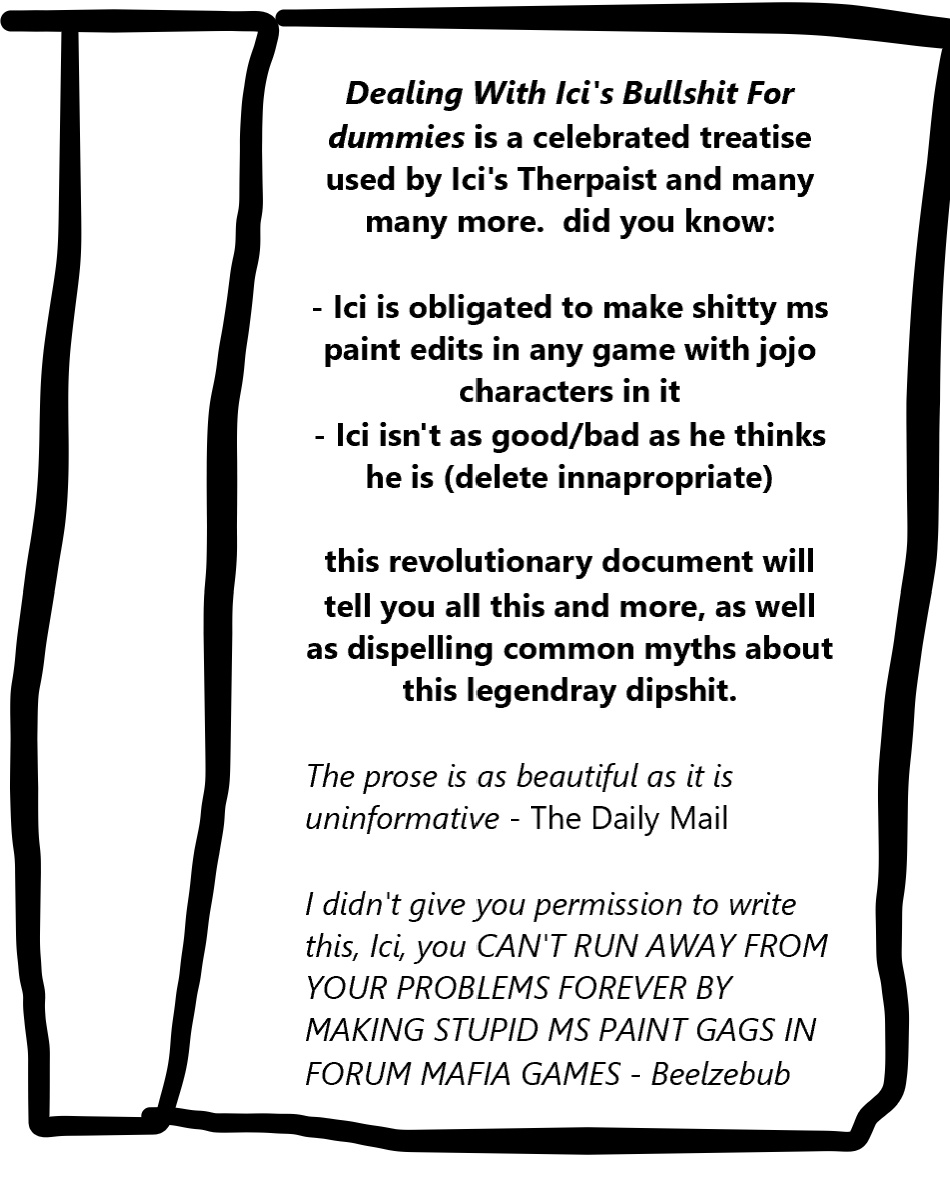 Dealing With Ici's Bullshit For
dummies is a celebrated treatise
used by Ici's Therpaist and many
many more.  did you know:
- Ici is obligated to make shitty ms
paint edits in any game with jojo
characters in it
- Ici isn't as good/bad as he thinks
he is (delete innapropriate)
this revolutionary document will
tell you all this and more, as well
as dispelling common myths about
this legendray dipshit.
The prose is as beautiful as it is
uninformative - The Daily Mail
I didn't give you permission to write
this, Ici, you CAN'T RUN AWAY FROM
YOUR PROBLEMS FOREVER BY
MAKING STUPID MS PAINT GAGS IN
FORUM MAFIA GAMES - Beelzebub